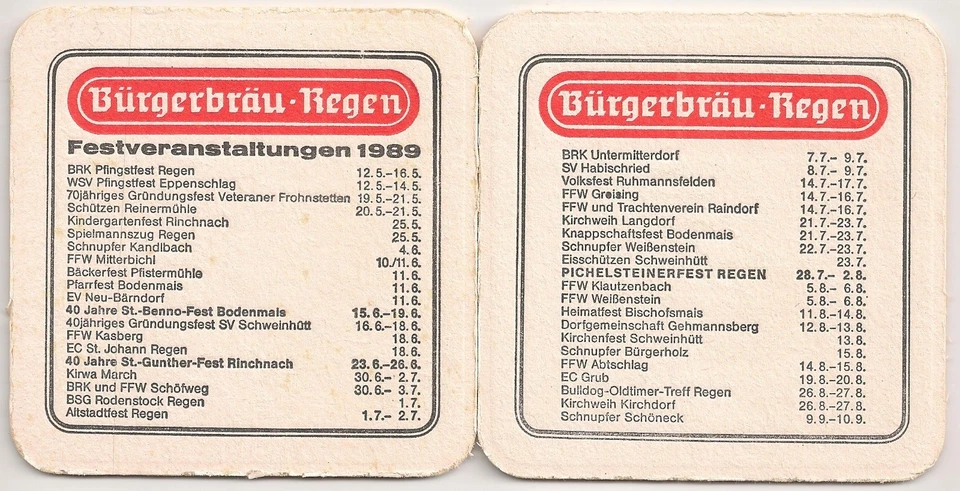 Bürgerbräu · Regen
Festveranstaltungen 1989
BRK Pfingstfest Regen 12.5.–16.5.
WSV Pfingstfest Eppenschlag 12.5.–14.5.
70jähriges Gründungsfest Veteraner Frohnstetten 19.5.–21.5.
Schützen Reinermühle 20.5.–21.5.
Kindergartenfest Rinchnach 25.5.
Spielmannszug Regen 25.5.
Schnupfer Kandlbach 4.6.
FFW Mitterbichl 10./11.6.
Bäckerfest Pfistermühle 11.6.
Pfarrfest Bodenmais 11.6.
EV Neu-Bärndorf 11.6.
40 Jahre St.-Benno-Fest Bodenmais 15.6.–19.6.
40jähriges Gründungsfest SV Schweinhütt 16.6.–18.6.
FFW Kasberg 18.6.
EC St. Johann Regen 18.6.
40 Jahre St.-Gunther-Fest Rinchnach 23.6.–26.6.
Kirwa March 30.6.– 2.7.
BRK und FFW Schöfweg 30.6.– 3.7.
BSG Rodenstock Regen 1.7.
Altstadtfest Regen 1.7.– 2.7.
Bürgerbräu · Regen
BRK Untermitterdorf 7.7.– 9.7.
SV Habischried 8.7.– 9.7.
Volksfest Ruhmannsfelden 14.7.–17.7.
FFW Greising 14.7.–16.7.
FFW und Trachtenverein Raindorf 14.7.–16.7.
Kirchweih Langdorf 21.7.–23.7.
Knappschaftsfest Bodenmais 21.7.–23.7.
Schnupfer Weißenstein 22.7.–23.7.
Eisschützen Schweinhütt 23.7.
PICHELSTEINERFEST REGEN 28.7.– 2.8.
FFW Klautzenbach 5.8.– 6.8.
FFW Weißenstein 5.8.– 6.8.
Heimatfest Bischofsmais 11.8.–14.8.
Dorfgemeinschaft Gehmannsberg 12.8.–13.8.
Kirchenfest Schweinhütt 13.8.
Schnupfer Bürgerholz 15.8.
FFW Abtschlag 14.8.–15.8.
EC Grub 19.8.–20.8.
Bulldog-Oldtimer-Treff Regen 26.8.–27.8.
Kirchweih Kirchdorf 26.8.–27.8.
Schnupfer Schöneck 9.9.–10.9.